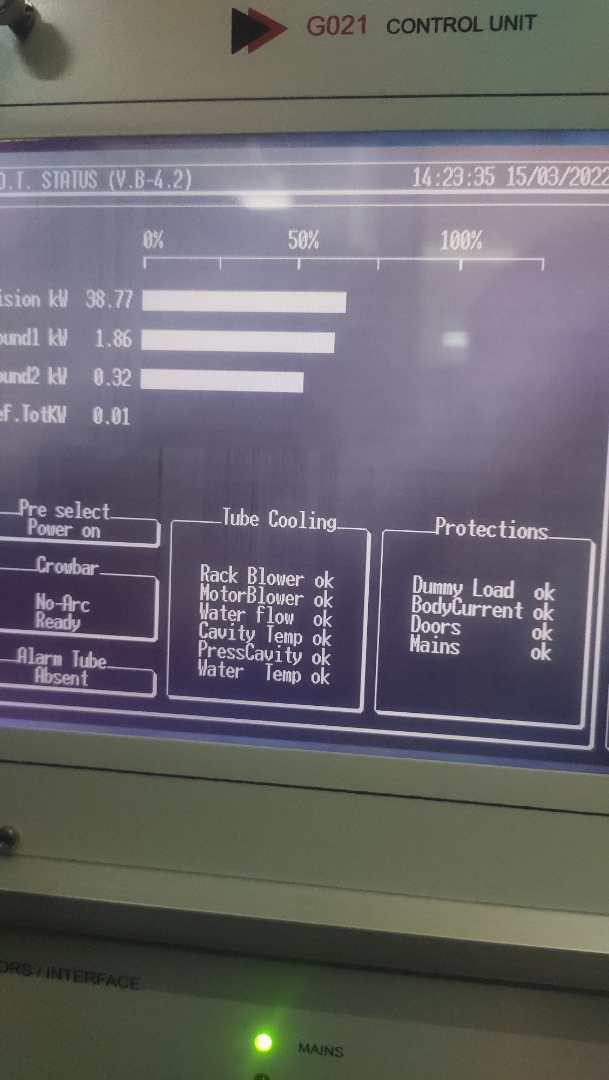 G021 CONTROL UNIT
O.T. STATUS (V.B-4.2) 14:23:35 15/03/2022
0% 50% 100%
ision kW 38.77
ound1 kW 1.86
ound2 kW 0.32
ef.TotKW 0.01
Pre select
Power on
Crowbar
No-Arc
Ready
Alarm Tube
Absent
Tube Cooling
Rack Blower ok
MotorBlower ok
Water flow ok
Cavity Temp ok
PressCavity ok
Water Temp ok
Protections
Dummy Load ok
BodyCurrent ok
Doors ok
Mains ok
ORS / INTERFACE
MAINS